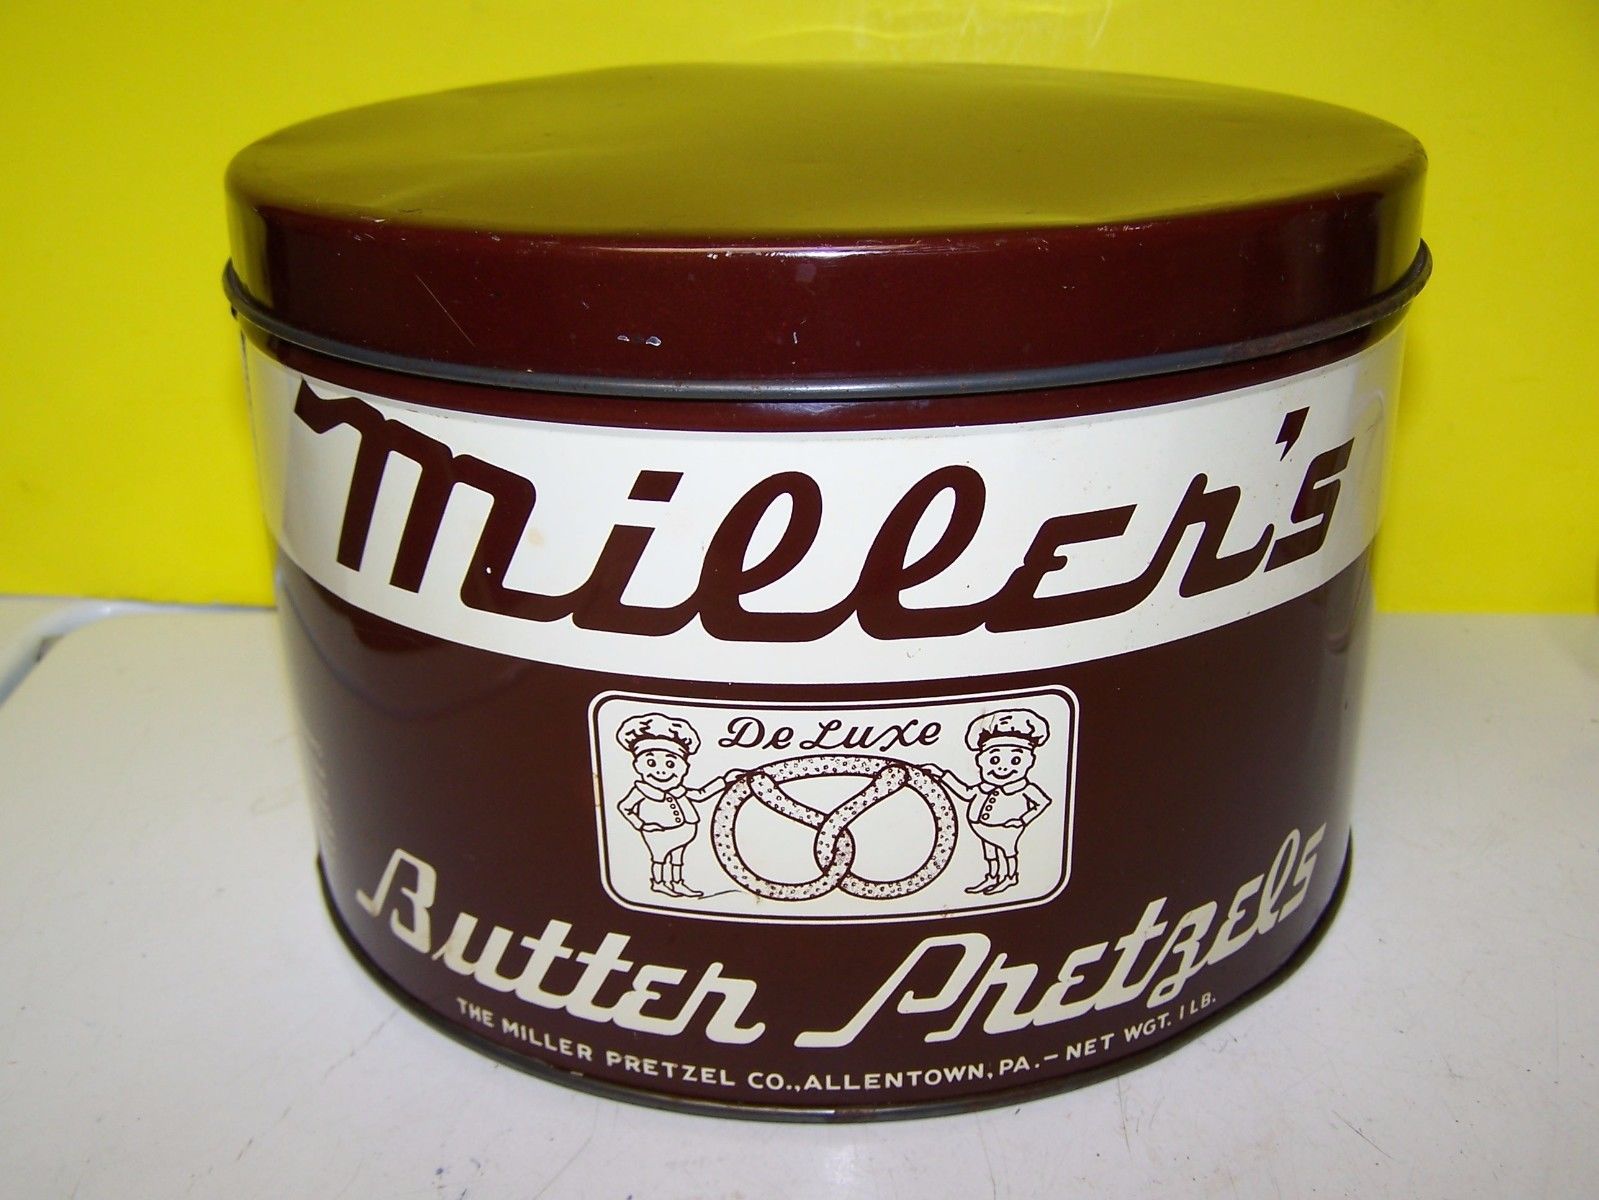 Miller's
De Luxe
Butter Pretzels
THE MILLER PRETZEL CO., ALLENTOWN, PA. - NET WGT. 1 LB.